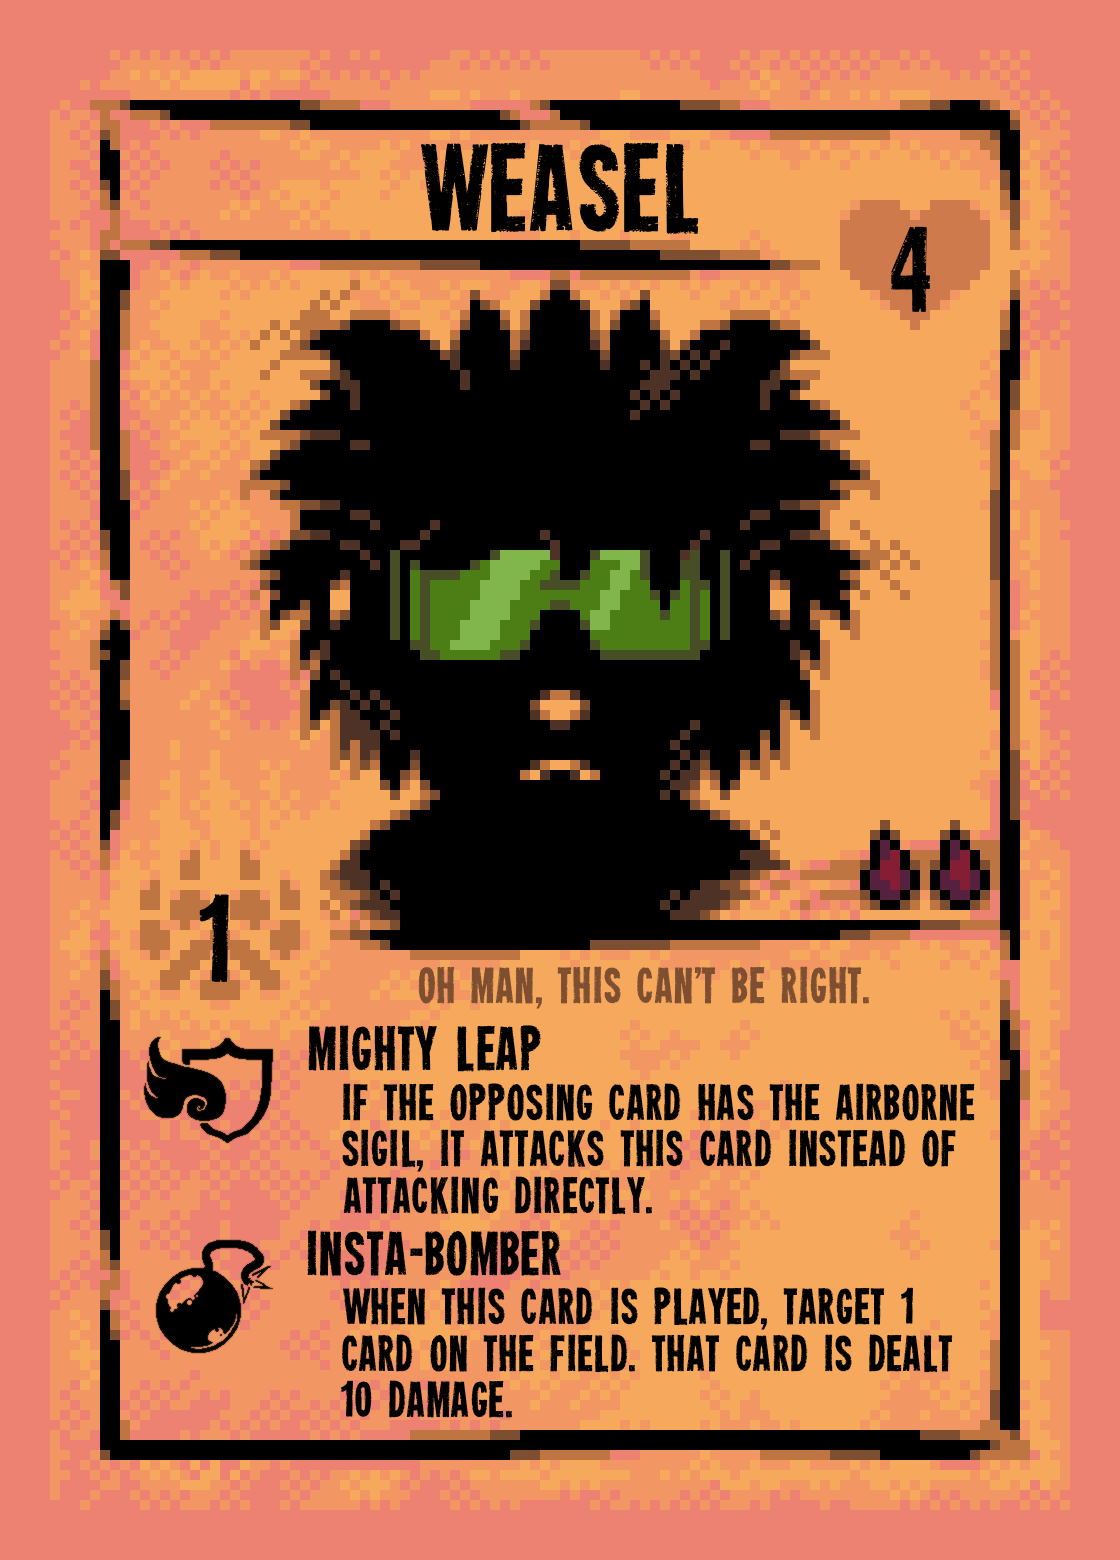 WEASEL
4
1
OH MAN, THIS CAN'T BE RIGHT.
MIGHTY LEAP
IF THE OPPOSING CARD HAS THE AIRBORNE
SIGIL, IT ATTACKS THIS CARD INSTEAD OF
ATTACKING DIRECTLY.
INSTA-BOMBER
WHEN THIS CARD IS PLAYED, TARGET 1
CARD ON THE FIELD. THAT CARD IS DEALT
10 DAMAGE.